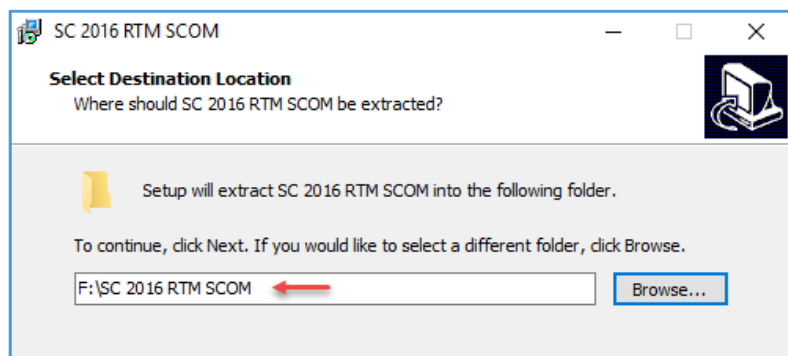 SC 2016 RTM SCOM
Select Destination Location
Where should SC 2016 RTM SCOM be extracted?
Setup will extract SC 2016 RTM SCOM into the following folder.
To continue, click Next. If you would like to select a different folder, click Browse.
F:\SC 2016 RTM SCOM
Browse...